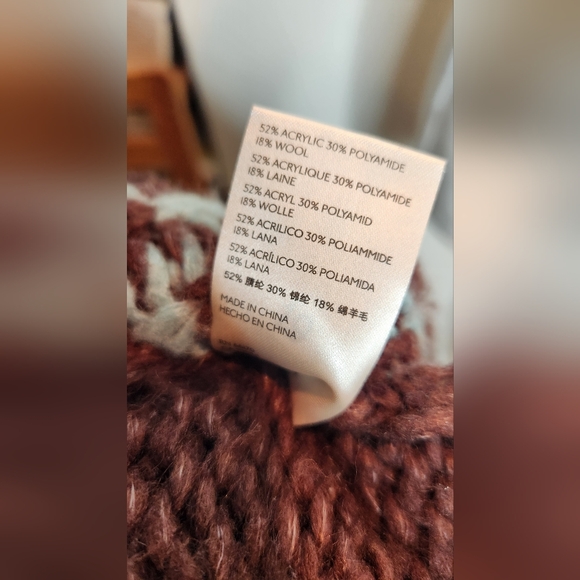 52% ACRYLIC 30% POLYAMIDE
18% WOOL
52% ACRYLIQUE 30% POLYAMIDE
18% LAINE
52% ACRYL 30% POLYAMID
18% WOLLE
52% ACRILICO 30% POLIAMMIDE
18% LANA
52% ACRÍLICO 30% POLIAMIDA
18% LANA
52% 腈纶 30% 锦纶 18% 绵羊毛
MADE IN CHINA
HECHO EN CHINA